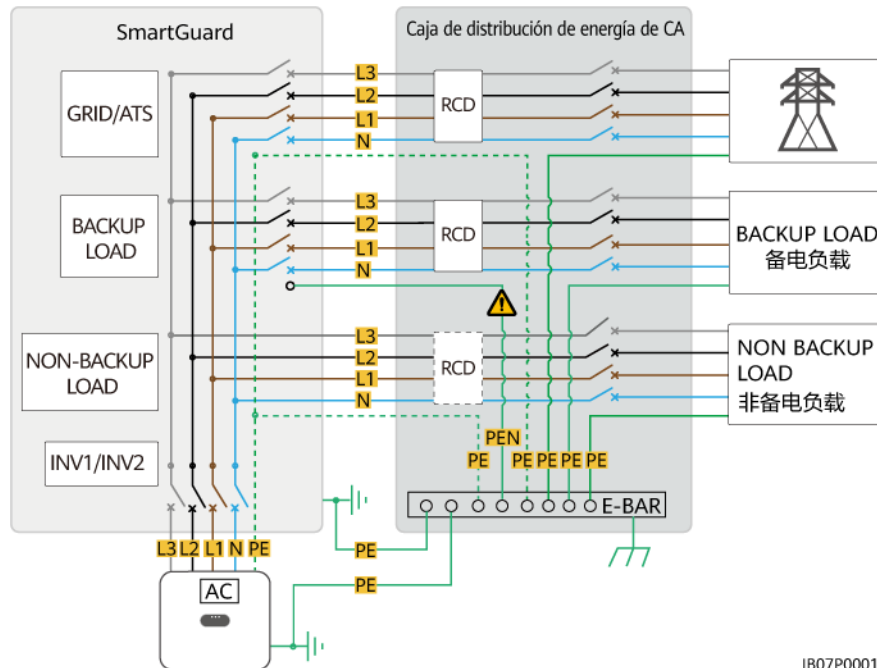 SmartGuard
Caja de distribución de energía de CA
GRID/ATS
L3
L2
L1
N
RCD
BACKUP
LOAD
L3
L2
L1
N
RCD
BACKUP LOAD
备电负载
NON-BACKUP
LOAD
L3
L2
L1
N
RCD
NON BACKUP
LOAD
非备电负载
INV1/INV2
PEN
PE
PE
PE
PE
PE
E-BAR
L3
L2
L1
N
PE
PE
PE
AC
IB07P0001